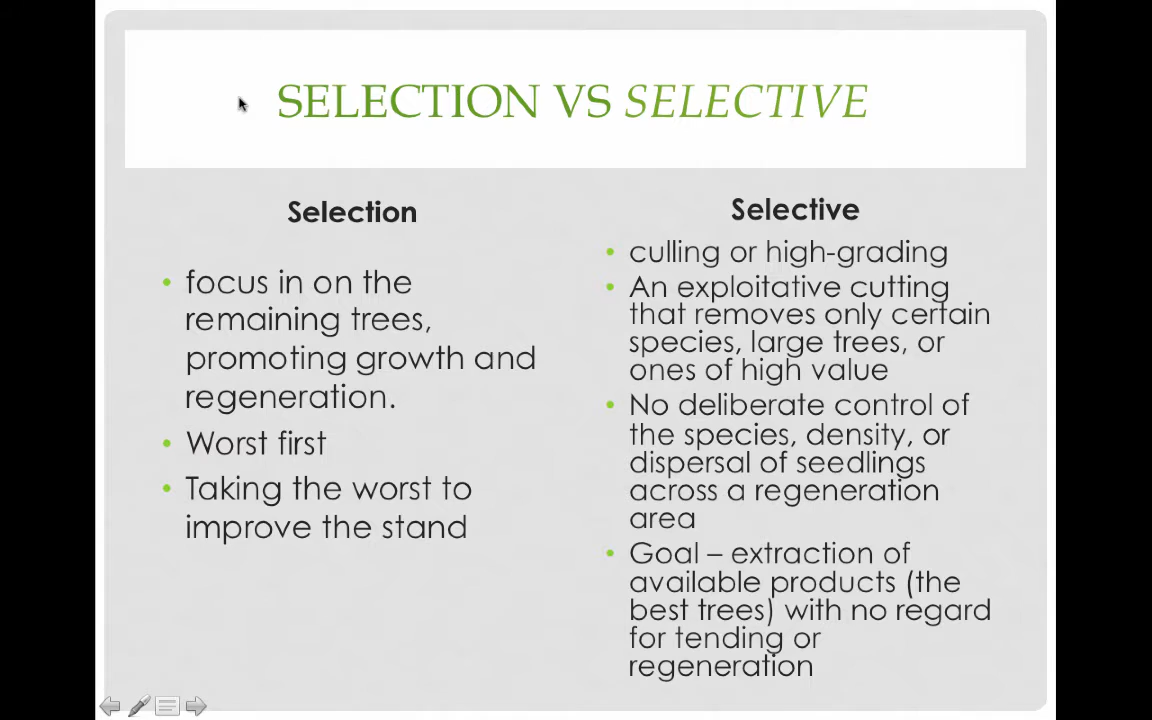 SELECTION VS SELECTIVE
Selection
• focus in on the
remaining trees,
promoting growth and
regeneration.
• Worst first
• Taking the worst to
improve the stand
Selective
• culling or high-grading
• An exploitative cutting
that removes only certain
species, large trees, or
ones of high value
• No deliberate control of
the species, density, or
dispersal of seedlings
across a regeneration
area
• Goal – extraction of
available products (the
best trees) with no regard
for tending or
regeneration